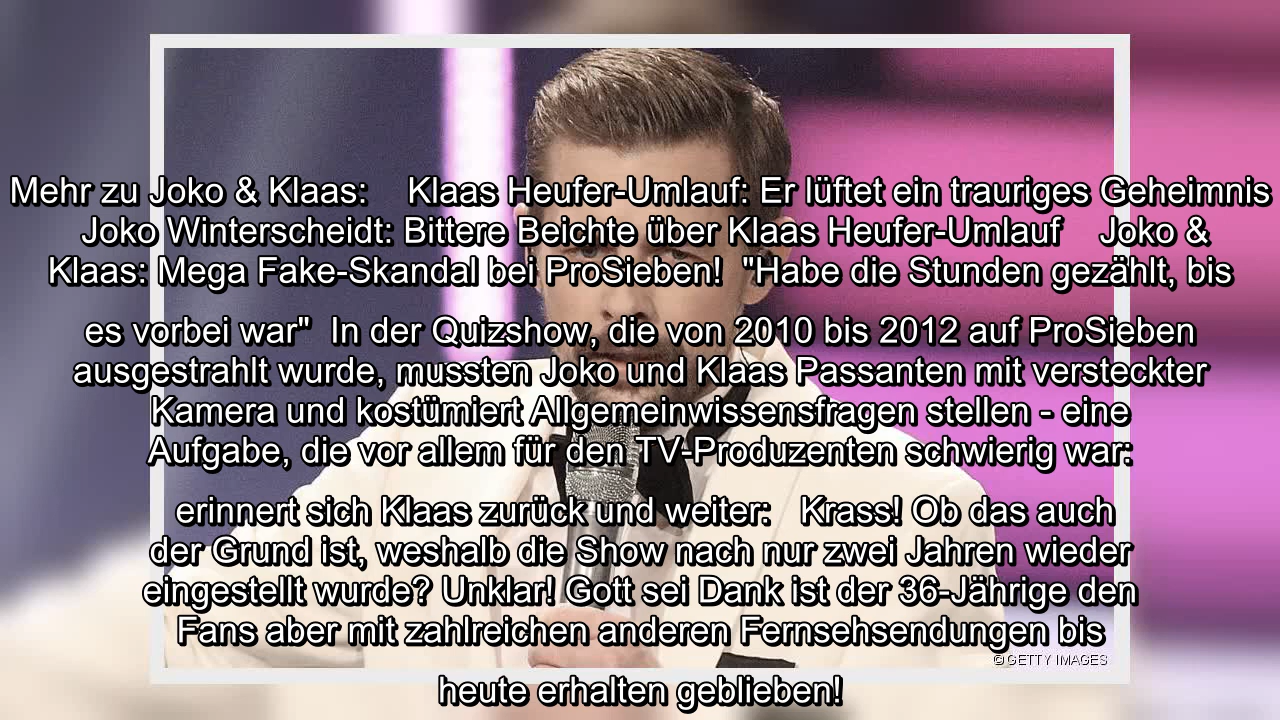 Mehr zu Joko & Klaas: Klaas Heufer-Umlauf: Er lüftet ein trauriges Geheimnis
Joko Winterscheidt: Bittere Beichte über Klaas Heufer-Umlauf Joko &
Klaas: Mega Fake-Skandal bei ProSieben! "Habe die Stunden gezählt, bis
es vorbei war" In der Quizshow, die von 2010 bis 2012 auf ProSieben
ausgestrahlt wurde, mussten Joko und Klaas Passanten mit versteckter
Kamera und kostümiert Allgemeinwissensfragen stellen - eine
Aufgabe, die vor allem für den TV-Produzenten schwierig war:
erinnert sich Klaas zurück und weiter: Krass! Ob das auch
der Grund ist, weshalb die Show nach nur zwei Jahren wieder
eingestellt wurde? Unklar! Gott sei Dank ist der 36-Jährige den
Fans aber mit zahlreichen anderen Fernsehsendungen bis
© GETTY IMAGES
heute erhalten geblieben!